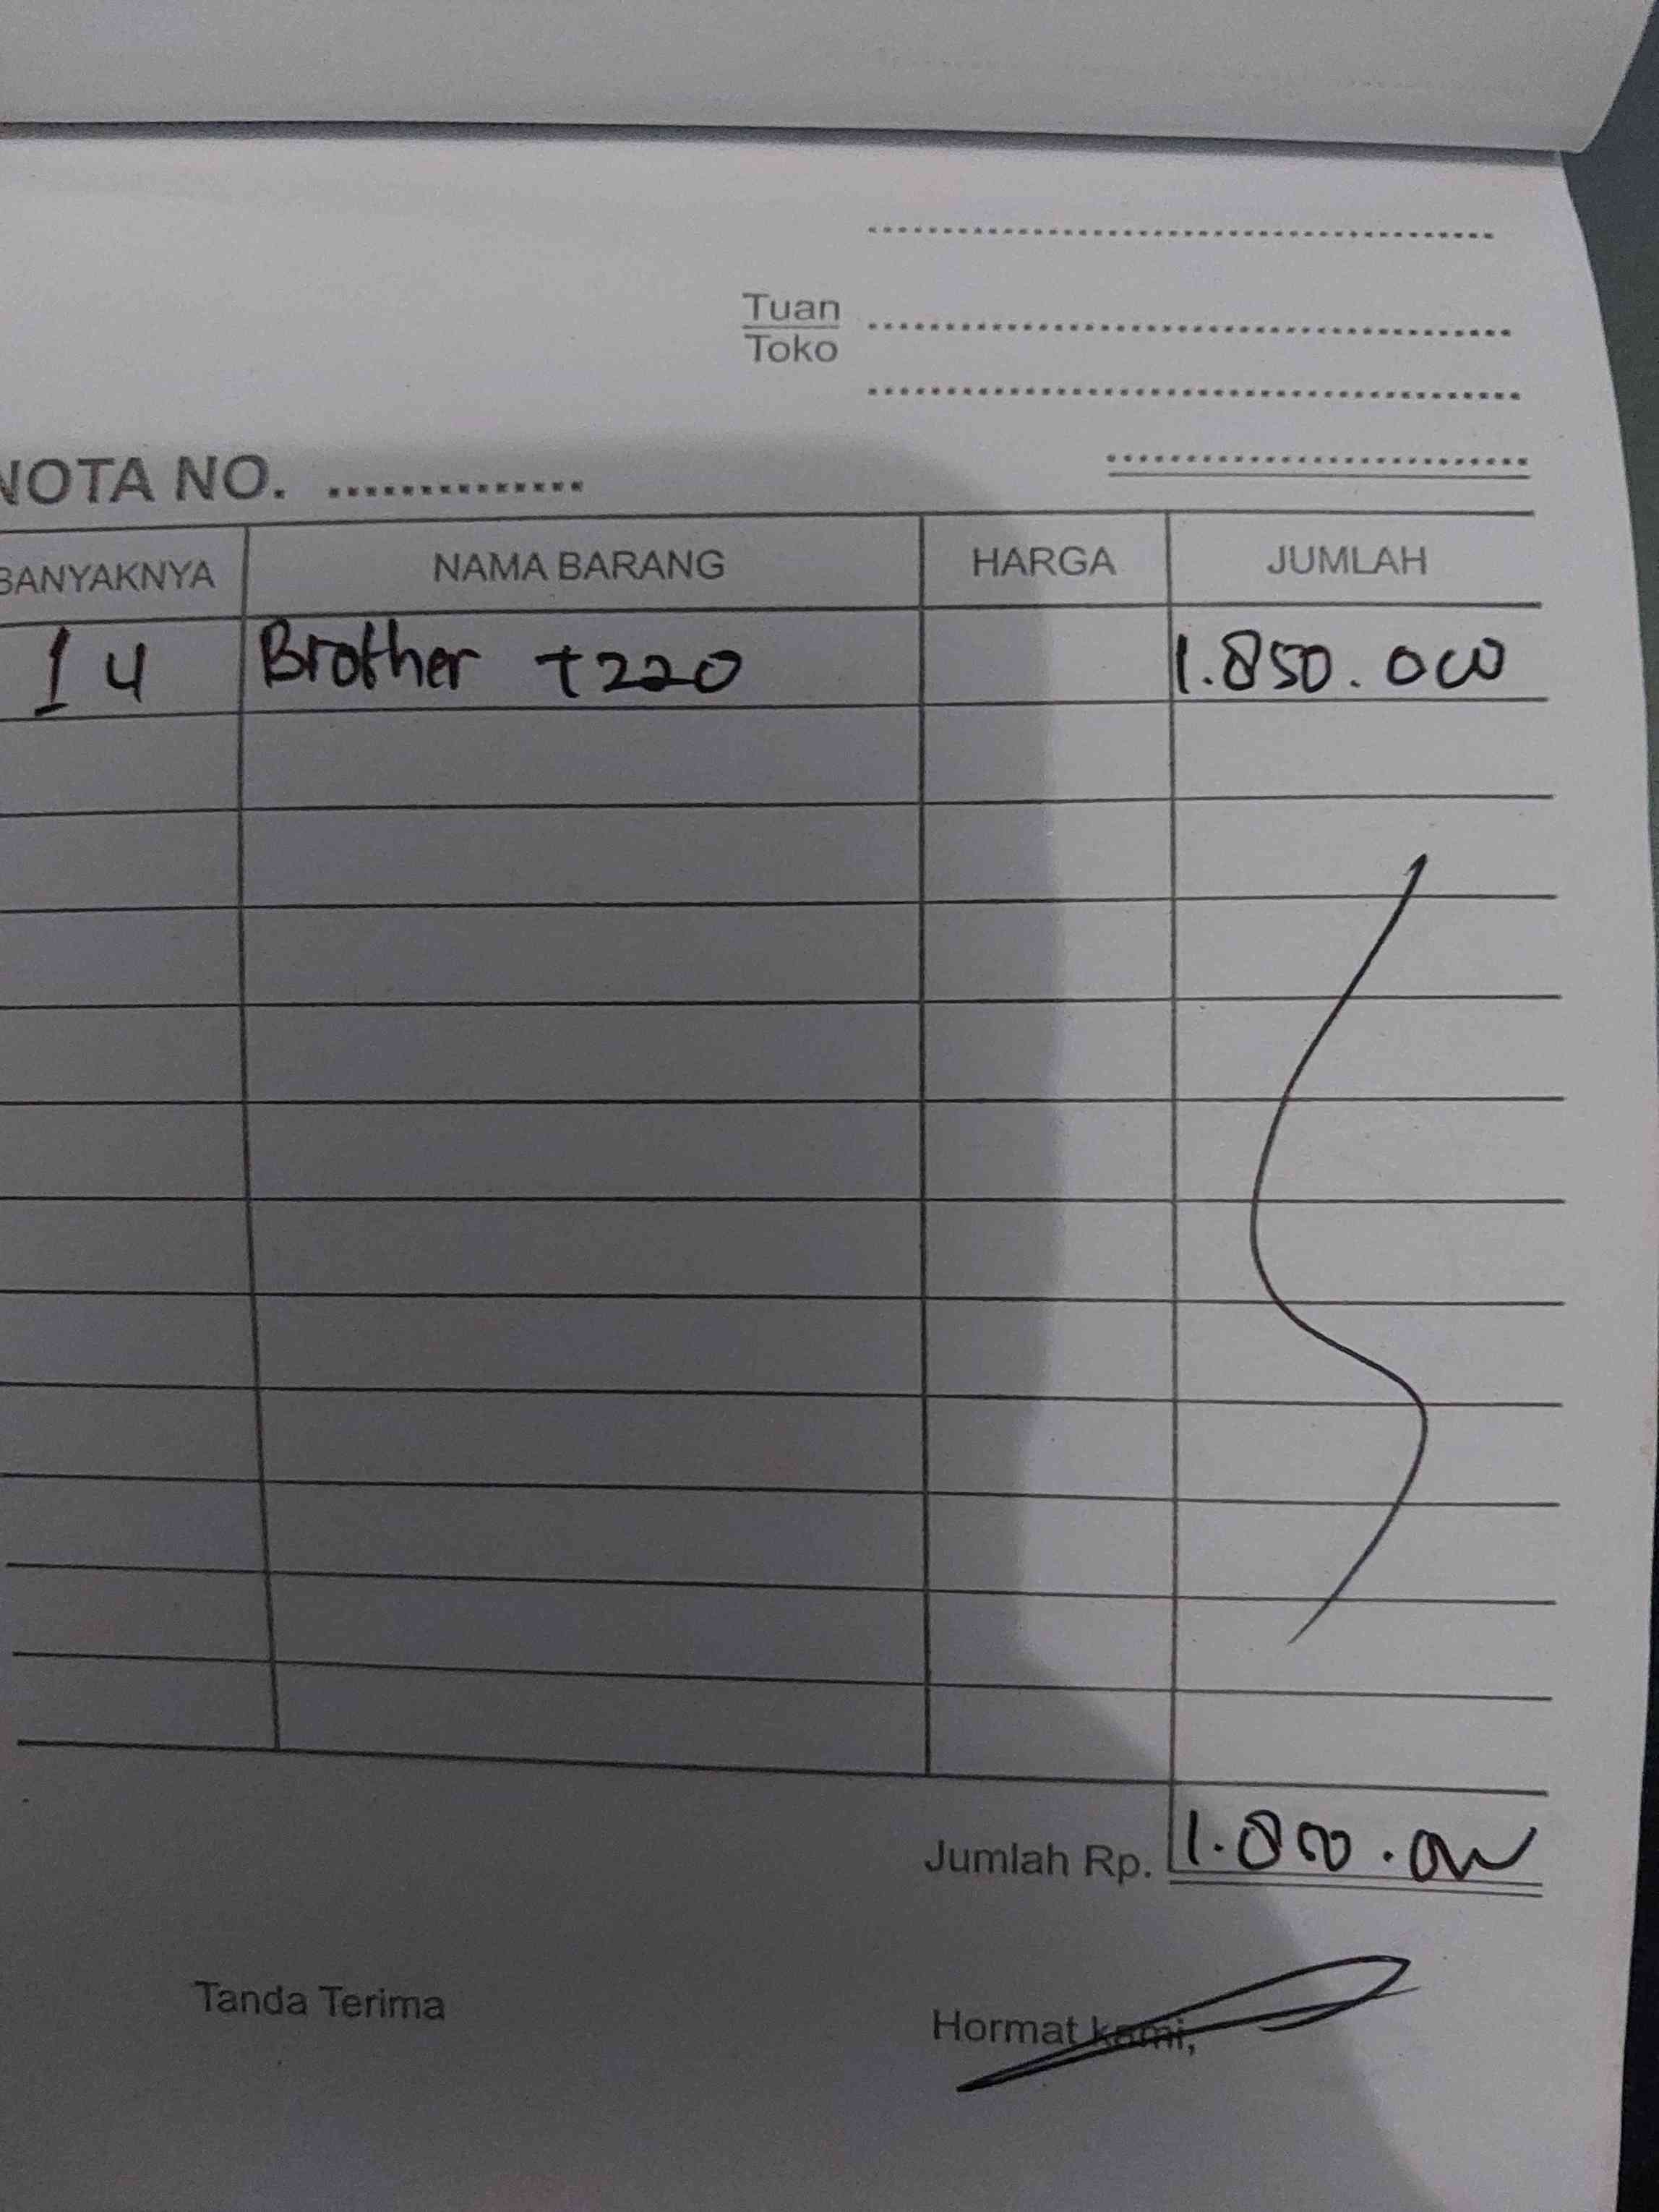 Tuan
Toko
NOTA NO. ..............
BANYAKNYA NAMA BARANG HARGA JUMLAH
1 u Brother t220 1.850.000
Jumlah Rp. 1.850.000
Tanda Terima
Hormat kami,